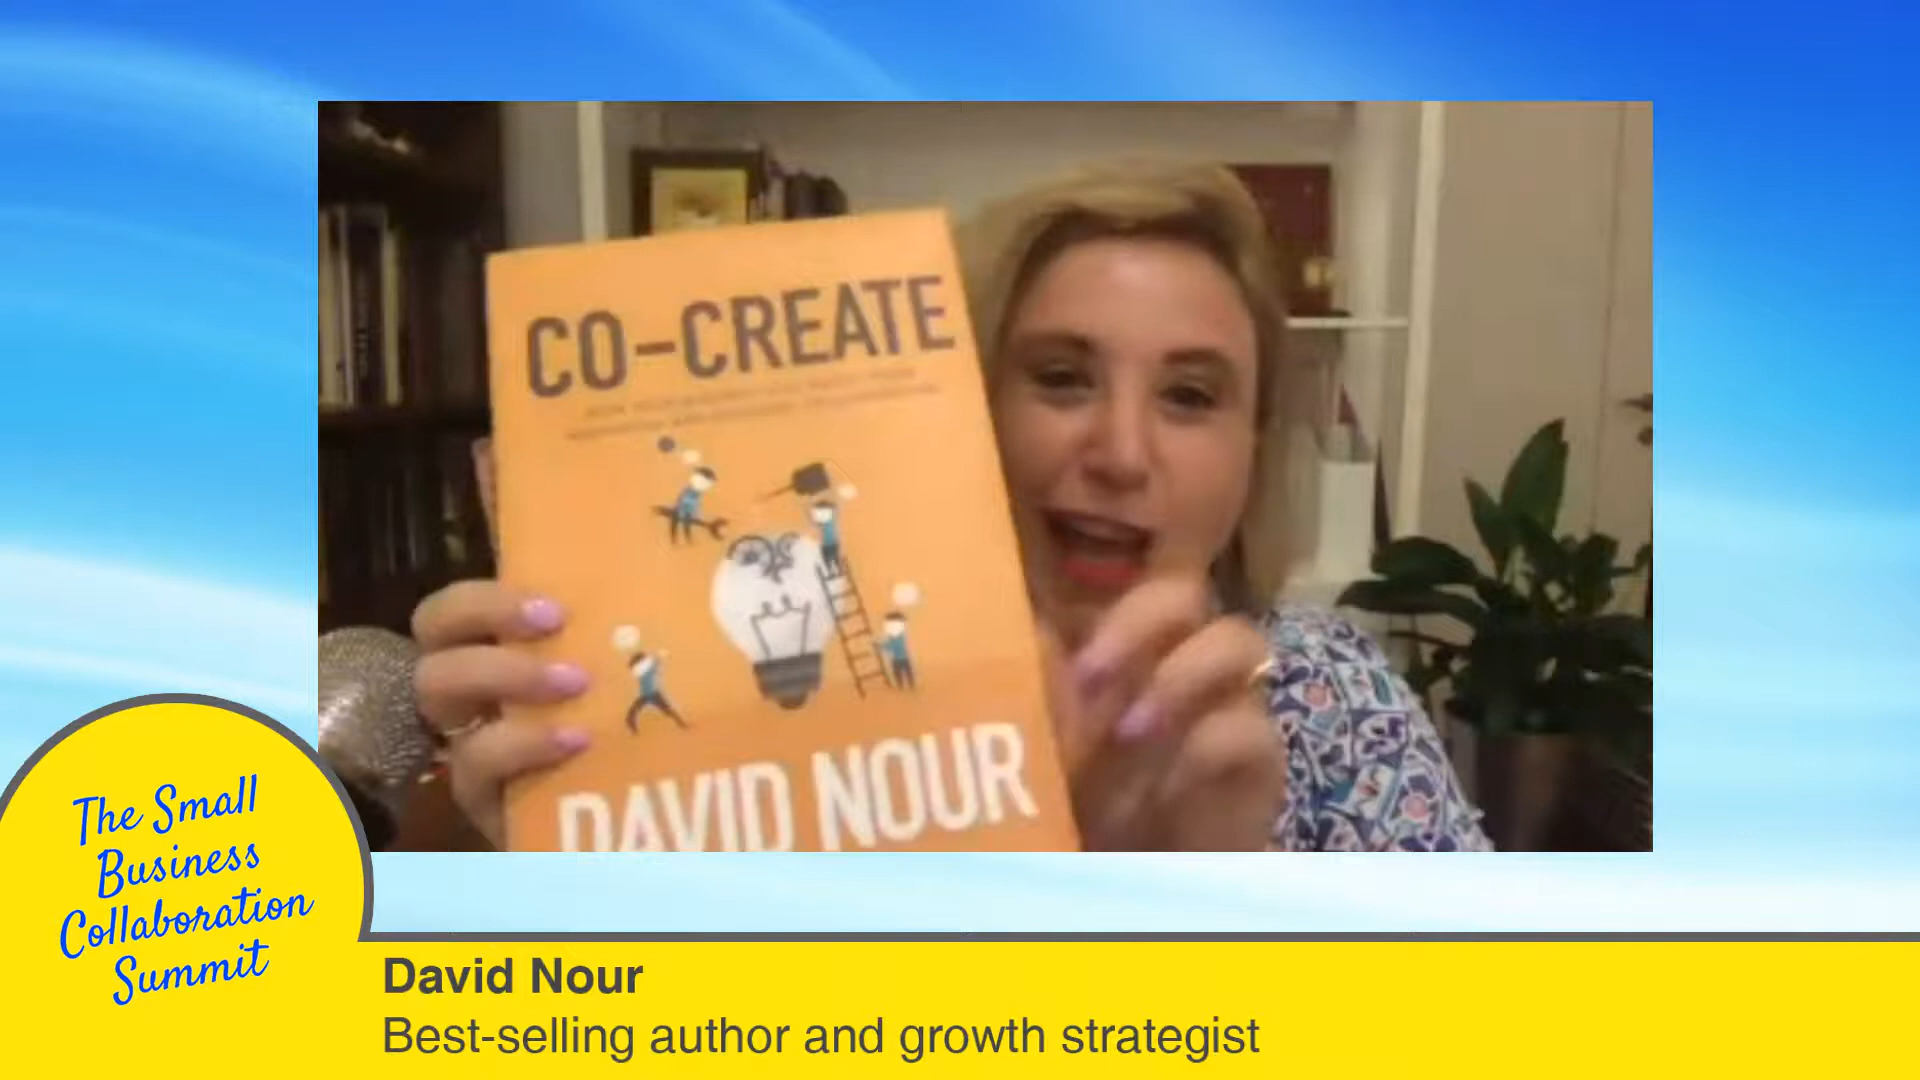 CO-CREATE
DAVID NOUR
The Small
Business
Collaboration
Summit
David Nour
Best-selling author and growth strategist